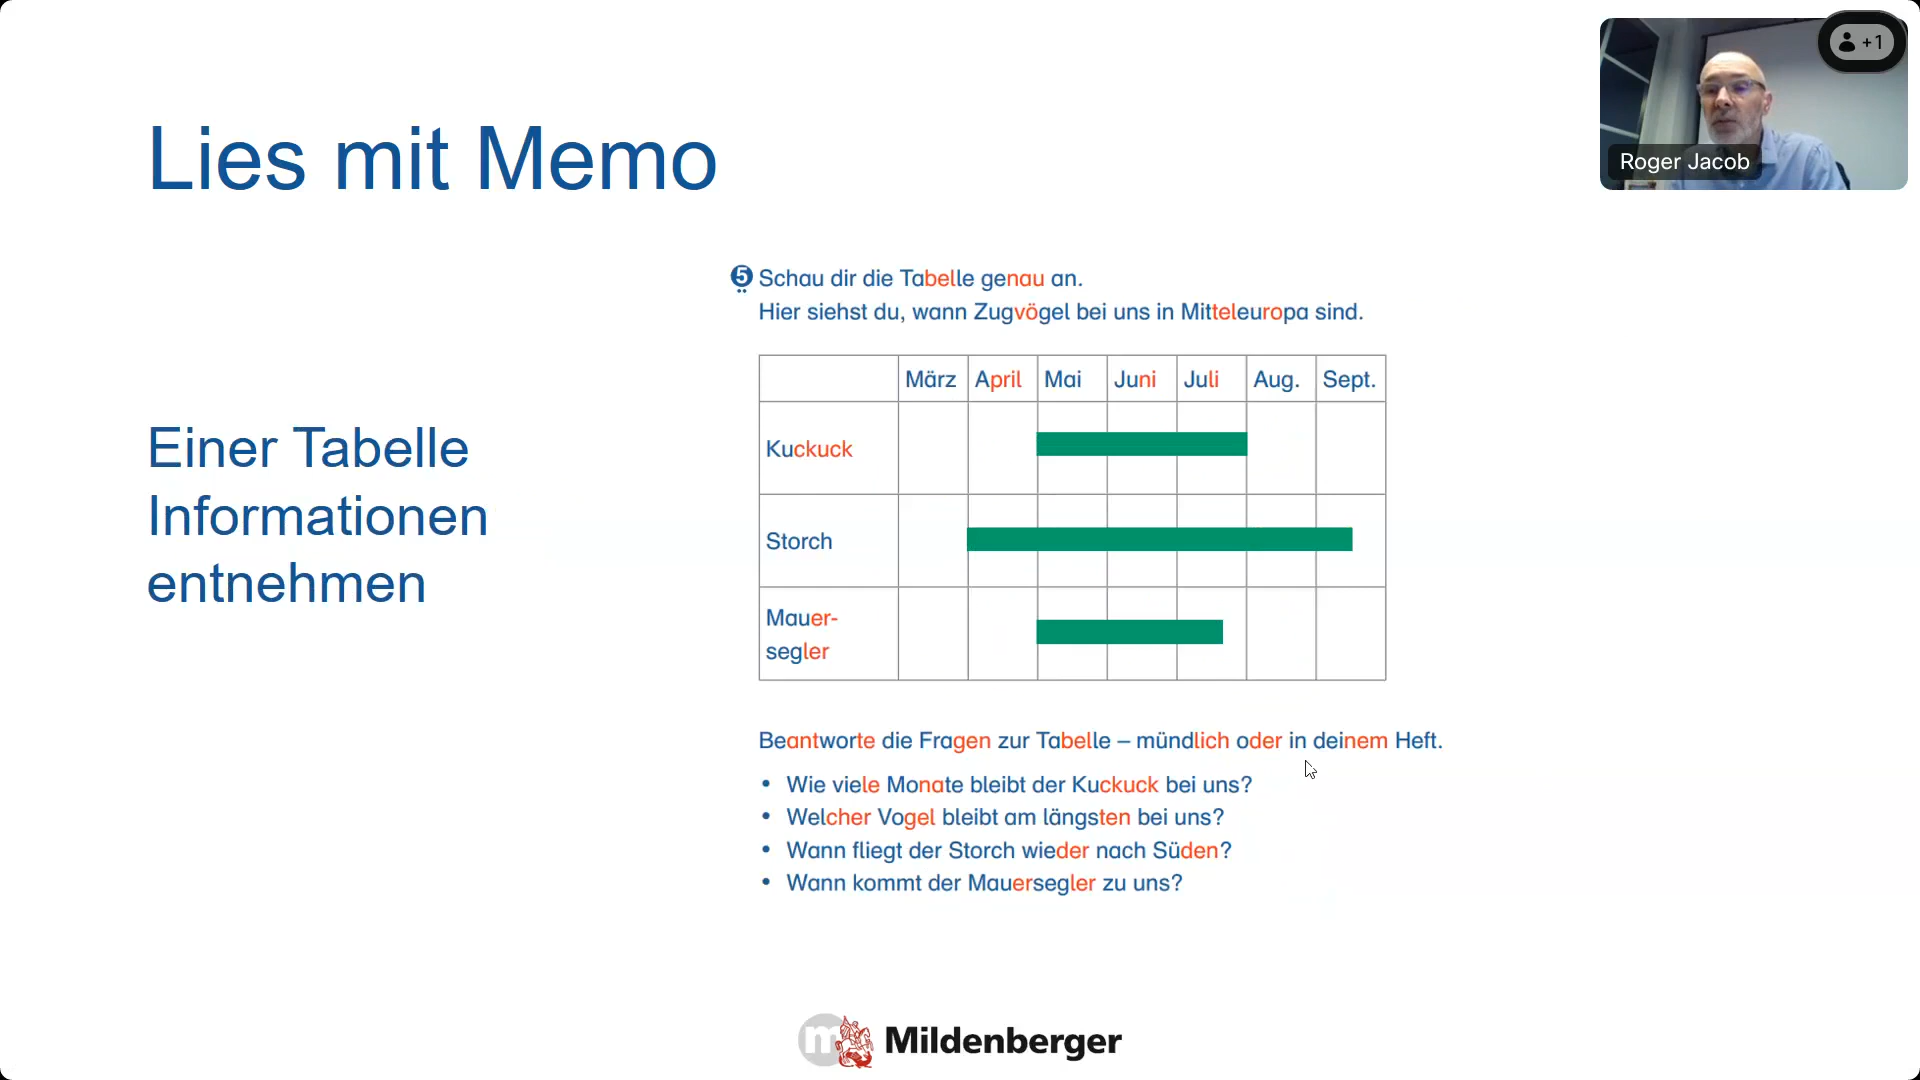 Lies mit Memo
+1
Roger Jacob
Einer Tabelle
Informationen
entnehmen
5 Schau dir die Tabelle genau an.
Hier siehst du, wann Zugvögel bei uns in Mitteleuropa sind.
März April Mai Juni Juli Aug. Sept.
Kuckuck
Storch
Mauer-
segler
Beantworte die Fragen zur Tabelle – mündlich oder in deinem Heft.
• Wie viele Monate bleibt der Kuckuck bei uns?
• Welcher Vogel bleibt am längsten bei uns?
• Wann fliegt der Storch wieder nach Süden?
• Wann kommt der Mauersegler zu uns?
m Mildenberger